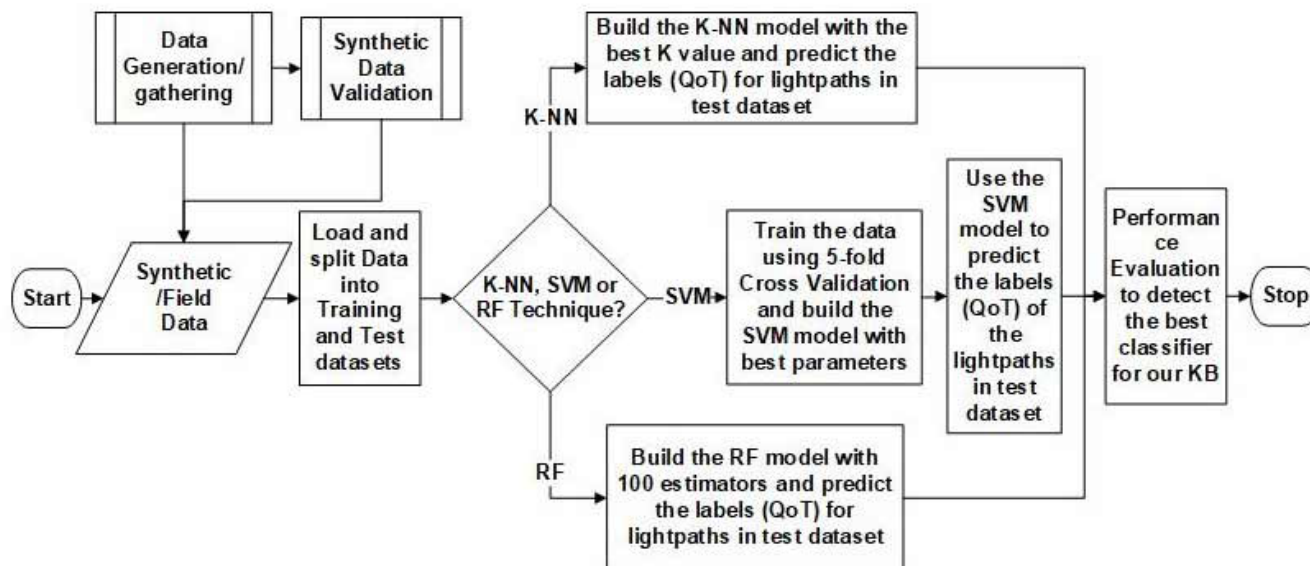 Data
Generation/
gathering
Synthetic
Data
Validation
Build the K-NN model with
the best K value and predict the
labels (QoT) for lightpaths in
test dataset
K-NN
Start
Synthetic
/Field
Data
Load and
split Data
into
Training
and Test
datasets
K-NN, SVM or
RF Technique?
SVM
Train the data
using 5-fold
Cross Validation
and build the
SVM model with
best parameters
Use the
SVM
model to
predict
the labels
(QoT) of
the
lightpaths
in test
dataset
Performan
ce
Evaluation
to detect
the best
classifier
for our KB
Stop
RF
Build the RF model with
100 estimators and predict
the labels (QoT) for
lightpaths in test dataset